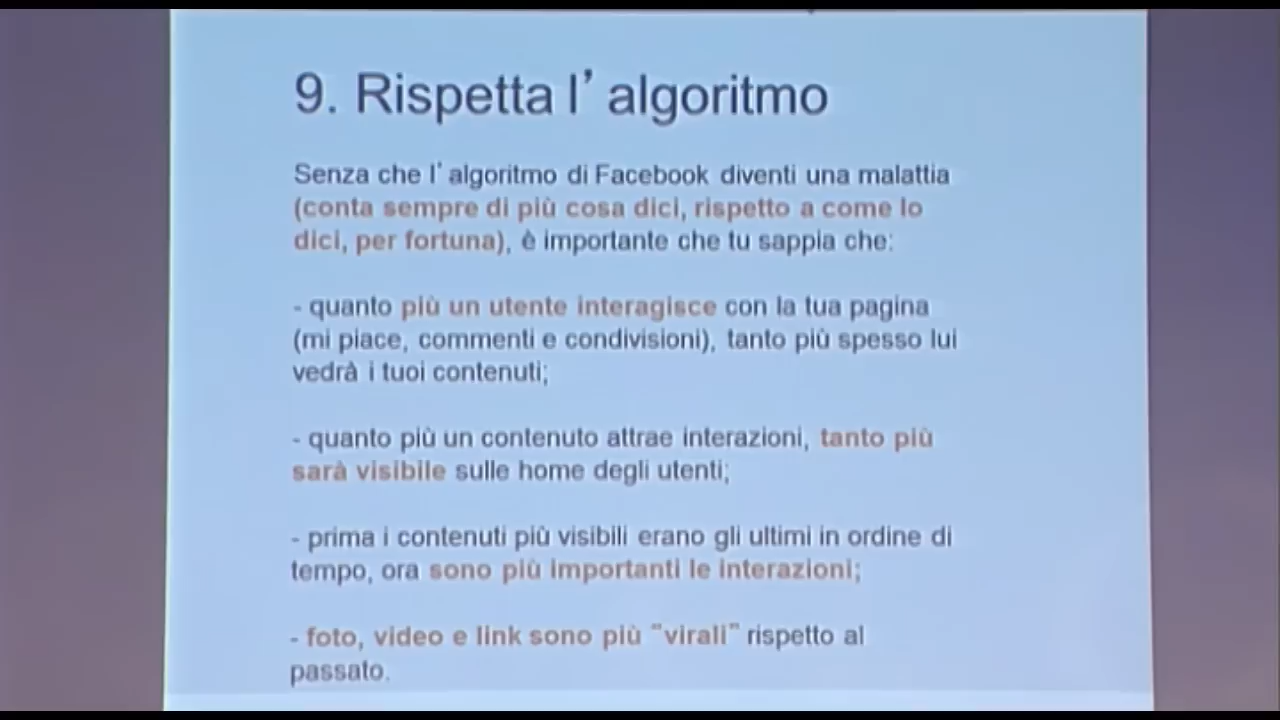 9. Rispetta l’ algoritmo
Senza che l’ algoritmo di Facebook diventi una malattia
(conta sempre di più cosa dici, rispetto a come lo
dici, per fortuna), è importante che tu sappia che:
- quanto più un utente interagisce con la tua pagina
(mi piace, commenti e condivisioni), tanto più spesso lui
vedrà i tuoi contenuti;
- quanto più un contenuto attrae interazioni, tanto più
sarà visibile sulle home degli utenti;
- prima i contenuti più visibili erano gli ultimi in ordine di
tempo, ora sono più importanti le interazioni;
- foto, video e link sono più “virali” rispetto al
passato.